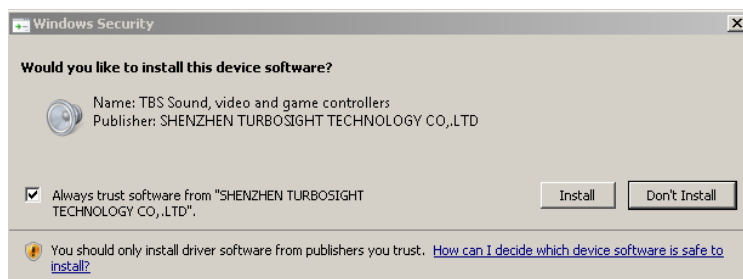 Windows Security
Would you like to install this device software?
Name: TBS Sound, video and game controllers
Publisher: SHENZHEN TURBOSIGHT TECHNOLOGY CO,.LTD
Always trust software from "SHENZHEN TURBOSIGHT
TECHNOLOGY CO,.LTD".
Install
Don't Install
You should only install driver software from publishers you trust. How can I decide which device software is safe to
install?